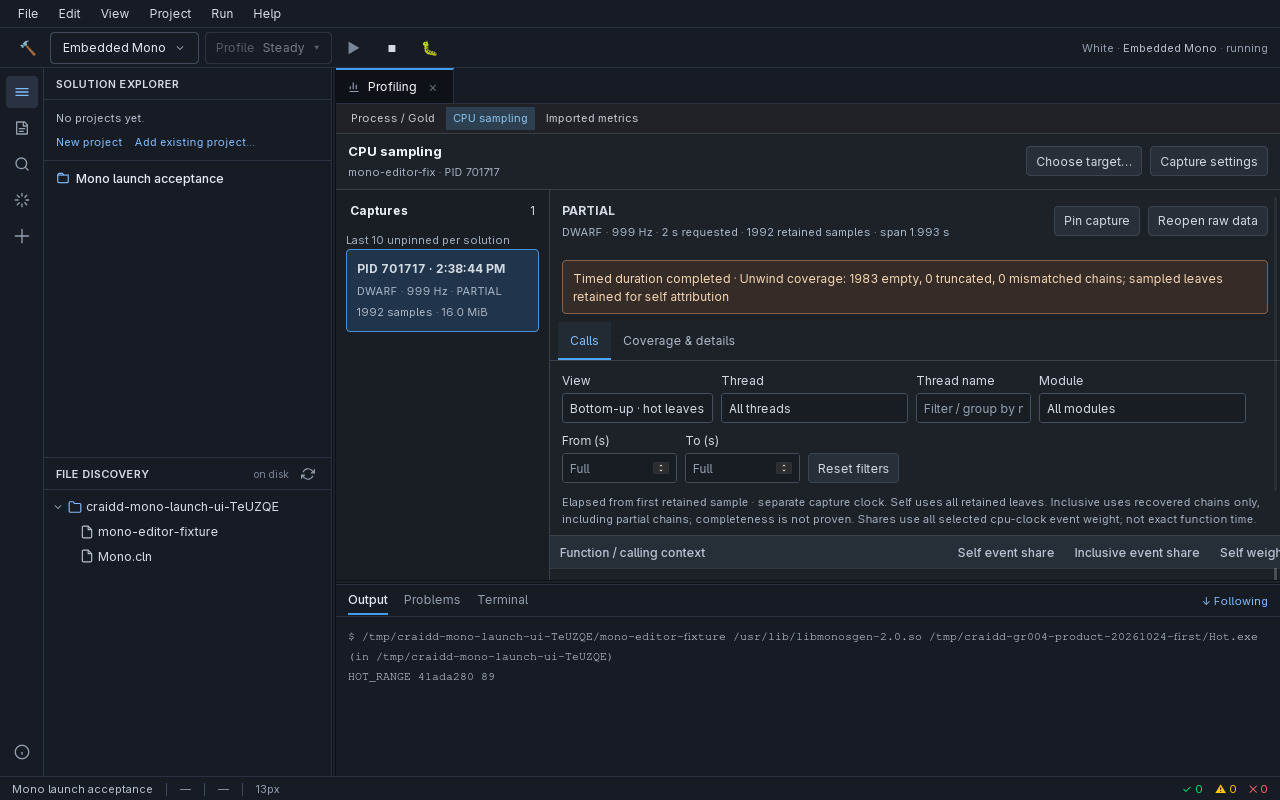 File Edit View Project Run Help
Embedded Mono Profile Steady White · Embedded Mono · running
SOLUTION EXPLORER
No projects yet.
New project Add existing project...
Mono launch acceptance
FILE DISCOVERY on disk
craidd-mono-launch-ui-TeUZQE
mono-editor-fixture
Mono.cln
Profiling ×
Process / Gold CPU sampling Imported metrics
CPU sampling
mono-editor-fix · PID 701717
Choose target... Capture settings
Captures 1
Last 10 unpinned per solution
PID 701717 · 2:38:44 PM
DWARF · 999 Hz · PARTIAL
1992 samples · 16.0 MiB
PARTIAL
DWARF · 999 Hz · 2 s requested · 1992 retained samples · span 1.993 s
Pin capture Reopen raw data
Timed duration completed · Unwind coverage: 1983 empty, 0 truncated, 0 mismatched chains; sampled leaves
retained for self attribution
Calls Coverage & details
View Thread Thread name Module
Bottom-up · hot leaves All threads Filter / group by All modules
From (s) To (s)
Full Full Reset filters
Elapsed from first retained sample · separate capture clock. Self uses all retained leaves. Inclusive uses recovered chains only,
including partial chains; completeness is not proven. Shares use all selected cpu-clock event weight; not exact function time.
Function / calling context Self event share Inclusive event share Self weigh
Output Problems Terminal ↓ Following
$ /tmp/craidd-mono-launch-ui-TeUZQE/mono-editor-fixture /usr/lib/libmonosgen-2.0.so /tmp/craidd-gr004-product-20261024-first/Hot.exe
(in /tmp/craidd-mono-launch-ui-TeUZQE)
HOT_RANGE 41ada280 89
Mono launch acceptance — — 13px 0 0 0